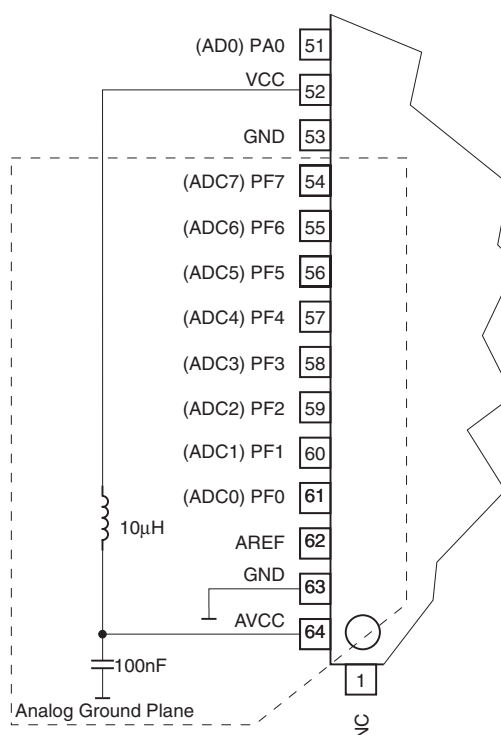 (AD0) PA0 51
VCC 52
GND 53
(ADC7) PF7 54
(ADC6) PF6 55
(ADC5) PF5 56
(ADC4) PF4 57
(ADC3) PF3 58
(ADC2) PF2 59
(ADC1) PF1 60
(ADC0) PF0 61
10μH
AREF 62
GND 63
AVCC 64
100nF
1
Analog Ground Plane
NC